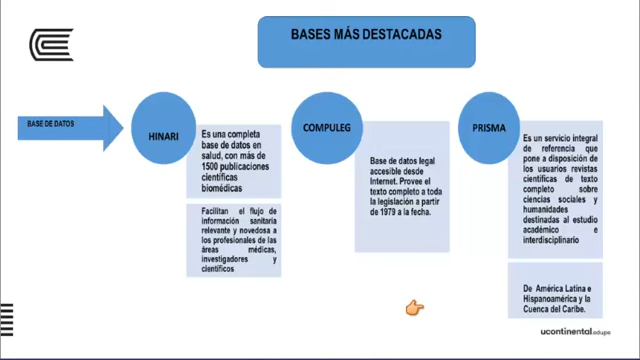 BASES MÁS DESTACADAS
BASE DE DATOS
HINARI
Es una completa
base de datos en
salud, con más de
1500 publicaciones
científicas
biomédicas
Facilitan el flujo de
información sanitaria
relevante y novedosa a
los profesionales de las
áreas médicas,
investigadores y
científicos
COMPULEG
Base de datos legal
accesible desde
Internet. Provee el
texto completo a toda
la legislación a partir
de 1979 a la fecha.
PRISMA
Es un servicio integral
de referencia que
pone a disposición de
los usuarios revistas
científicas de texto
completo sobre
ciencias sociales y
humanidades
destinadas al estudio
académico e
interdisciplinario
De América Latina e
Hispanoamérica y la
Cuenca del Caribe.
ucontinental.edu.pe